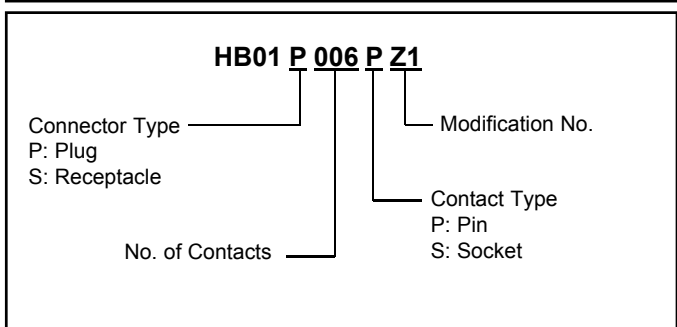 HB01 P 006 P Z1
Connector Type
P: Plug
S: Receptacle
Modification No.
Contact Type
P: Pin
S: Socket
No. of Contacts